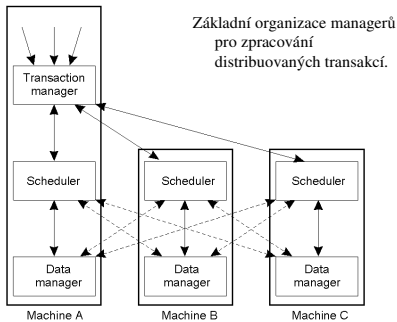 Základní organizace managerů
pro zpracování
distribuovaných transakcí.
Transaction
manager
Scheduler
Scheduler
Scheduler
Data
manager
Data
manager
Data
manager
Machine A
Machine B
Machine C